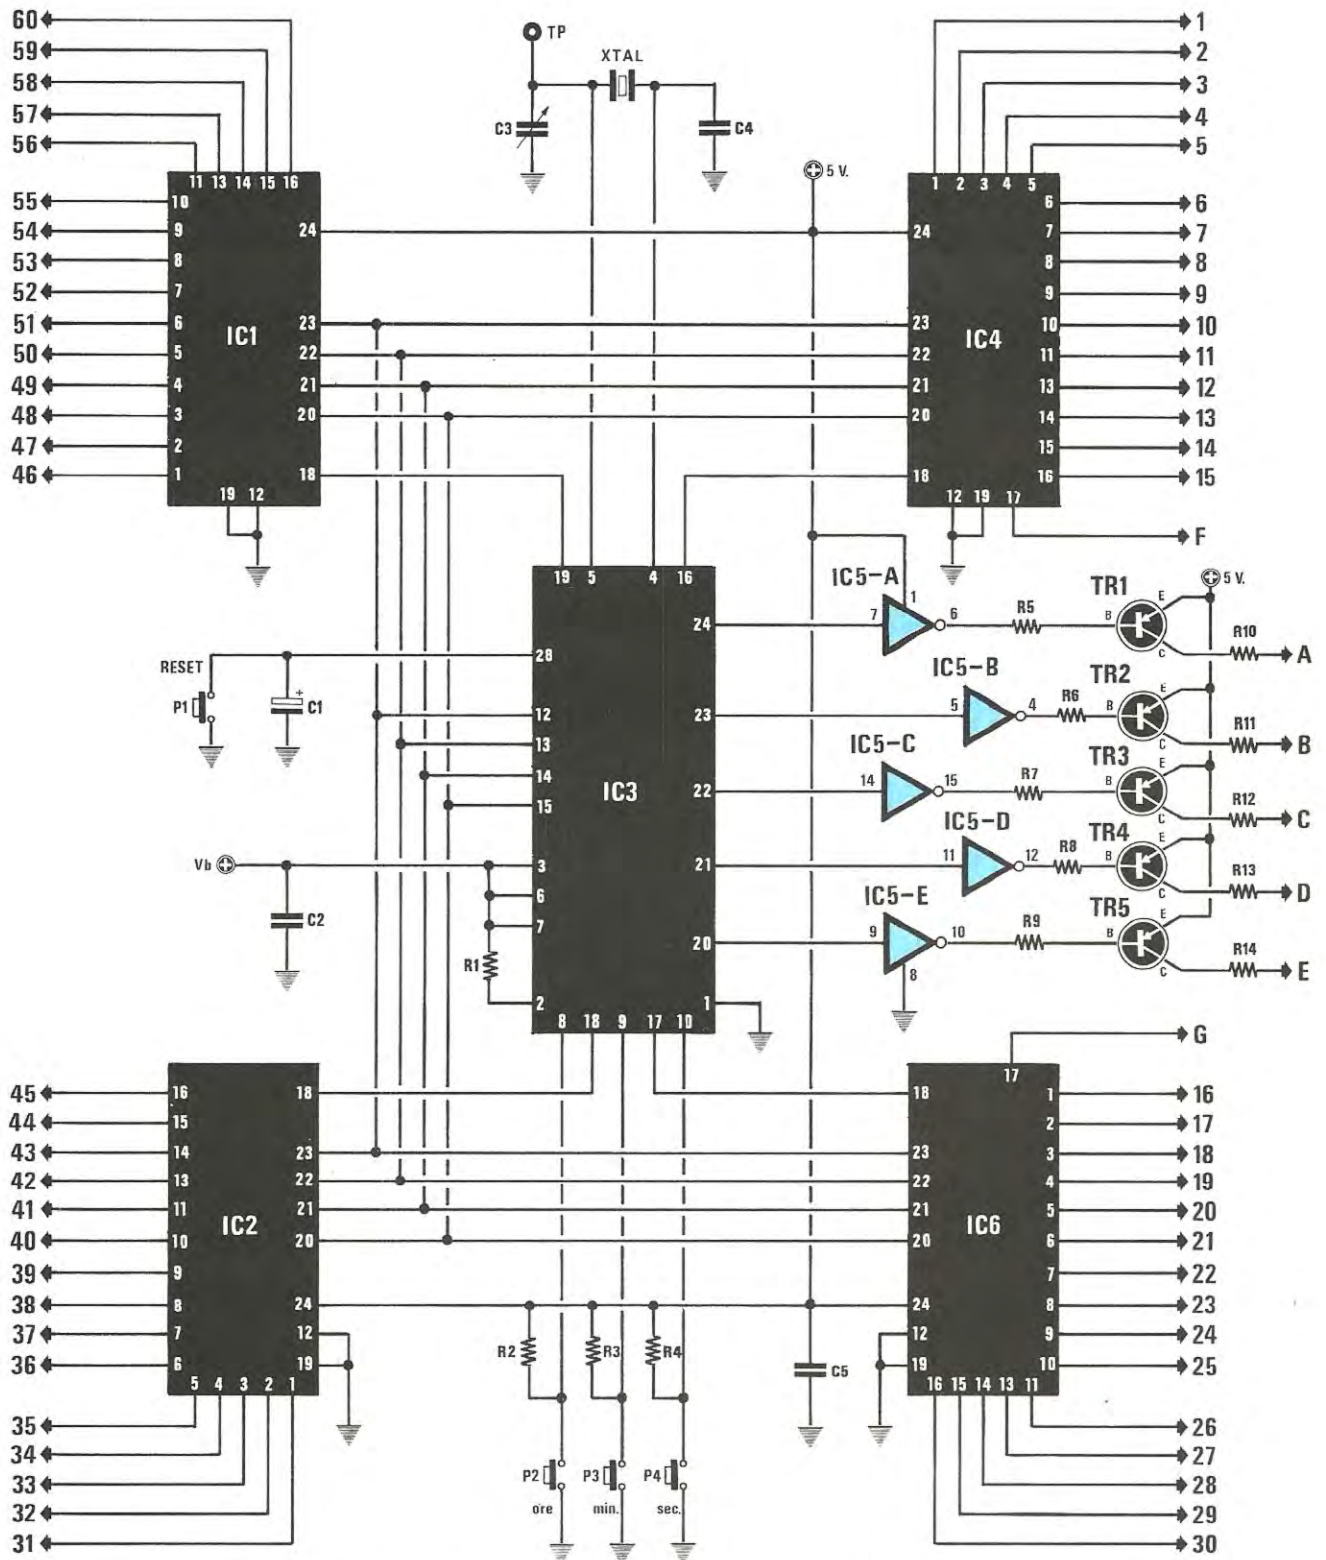 60
59
58
57
56
55
54
53
52
51
50
49
48
47
46
11 13 14 15 16
10
9
8
7
6
5
4
3
2
1
24
23
22
21
20
18
19 12
IC1
TP
XTAL
C3
C4
5 V.
1
2
3
4
5
6
7
8
9
10
11
12
13
14
15
F
1 2 3 4 5
6
7
8
9
10
11
13
14
15
16
24
23
22
21
20
18
12 19 17
IC4
19 5 4 16
28
12
13
14
15
3
6
7
2
24
23
22
21
20
1
8 18 9 17 10
IC3
RESET
P1
+
C1
Vb
C2
R1
IC5-A
7 1 6
R5
TR1
B E C
5 V.
R10
A
IC5-B
5 4
R6
TR2
B E C
R11
B
IC5-C
14 15
R7
TR3
B E C
R12
C
IC5-D
11 12
R8
TR4
B E C
R13
D
IC5-E
9 10 8
R9
TR5
B E C
R14
E
45
44
43
42
41
40
39
38
37
36
35
34
33
32
31
16
15
14
13
11
10
9
8
7
6
5 4 3 2 1
18
23
22
21
20
24
12
19
IC2
R2
R3
R4
C5
P2
ore
P3
min.
P4
sec.
G
17
18
23
22
21
20
24
12
19
1
2
3
4
5
6
7
8
9
10
16 15 14 13 11
IC6
16
17
18
19
20
21
22
23
24
25
26
27
28
29
30